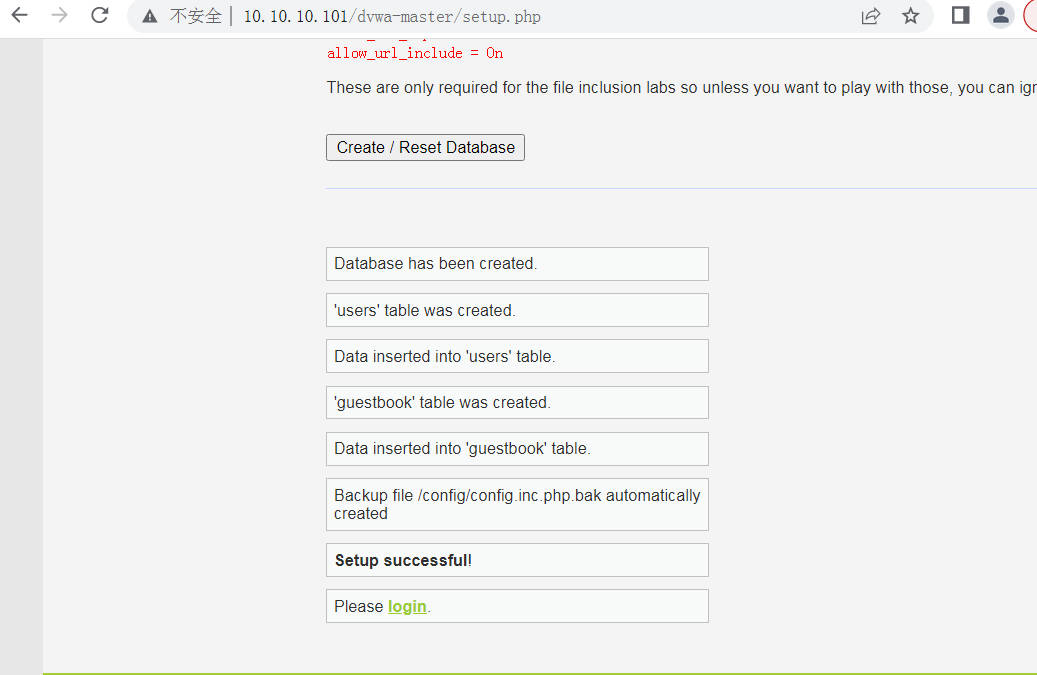 不安全 10.10.10.101/dvwa-master/setup.php
allow_url_include = On
These are only required for the file inclusion labs so unless you want to play with those, you can
Create / Reset Database
Database has been created.
'users' table was created.
Data inserted into 'users' table.
'guestbook' table was created.
Data inserted into 'guestbook' table.
Backup file /config/config.inc.php.bak automatically
created
Setup successful!
Please login.